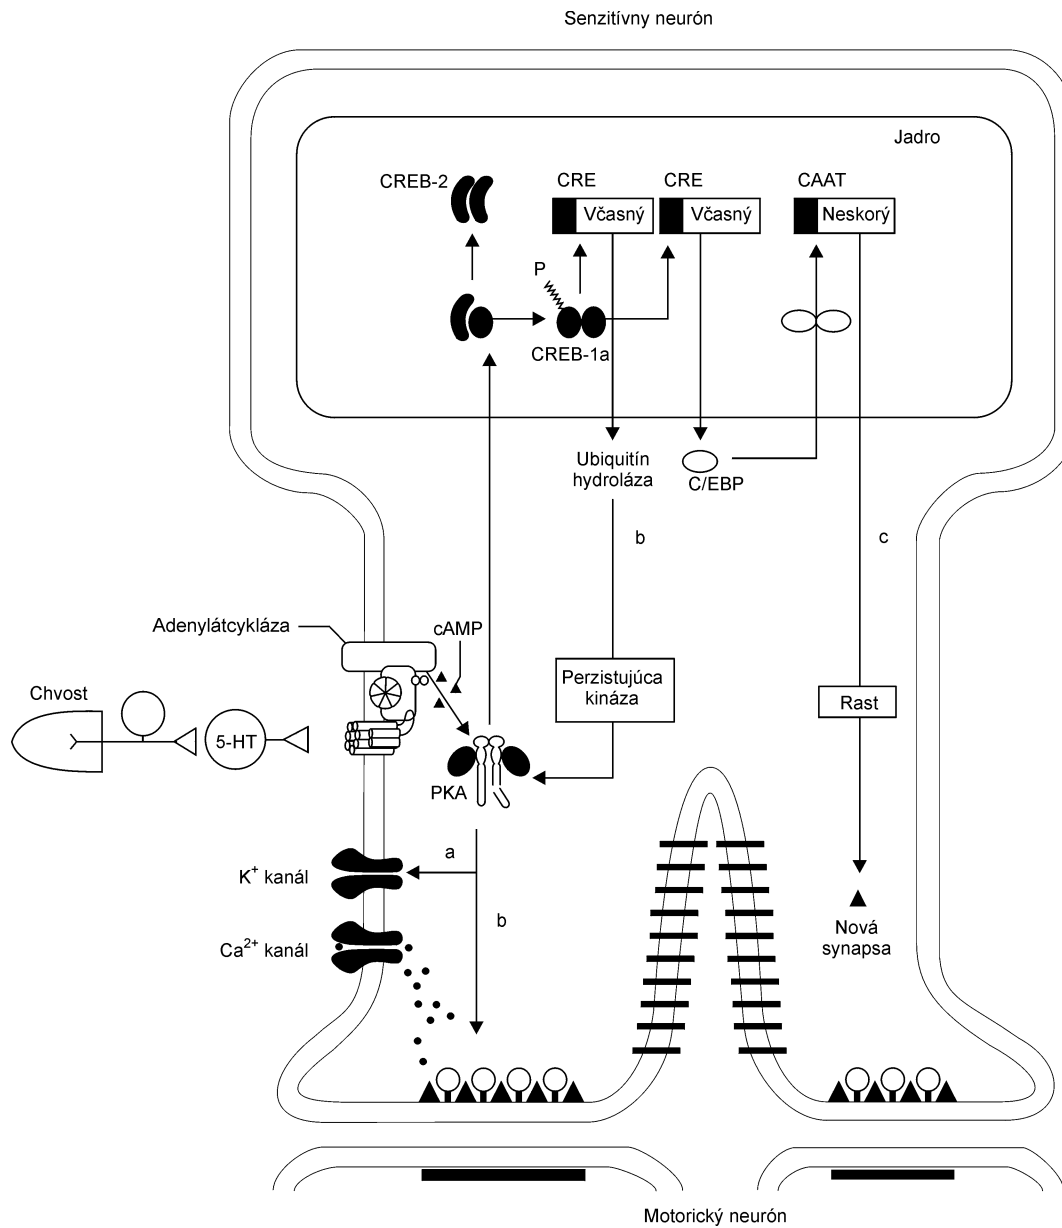 Senzitívny neurón
Jadro
CREB-2
CRE
CRE
CAAT
Včasný
Včasný
Neskorý
P
CREB-1a
Ubiquitín
hydroláza
C/EBP
b
c
Adenylátcykláza
cAMP
Chvost
5-HT
Perzistujúca
kináza
Rast
PKA
a
K+ kanál
b
Ca2+ kanál
Nová
synapsa
Motorický neurón